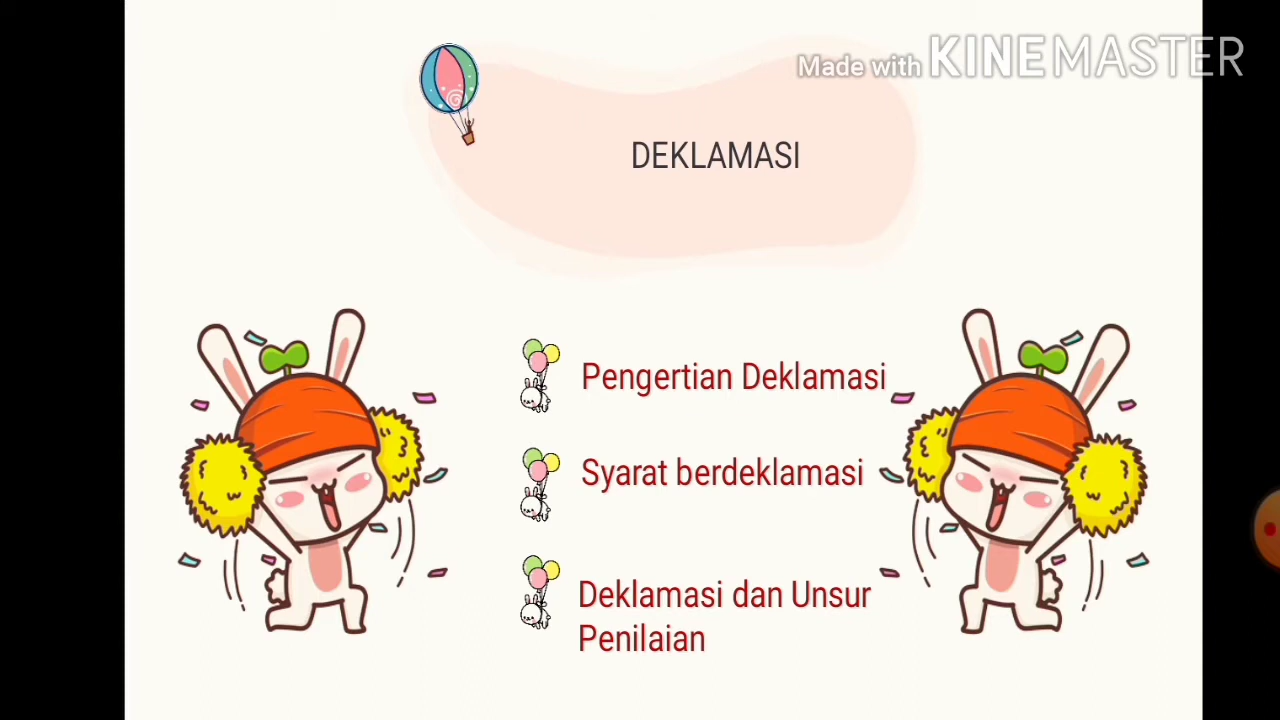 Made with KINEMASTER
DEKLAMASI
Pengertian Deklamasi
Syarat berdeklamasi
Deklamasi dan Unsur
Penilaian